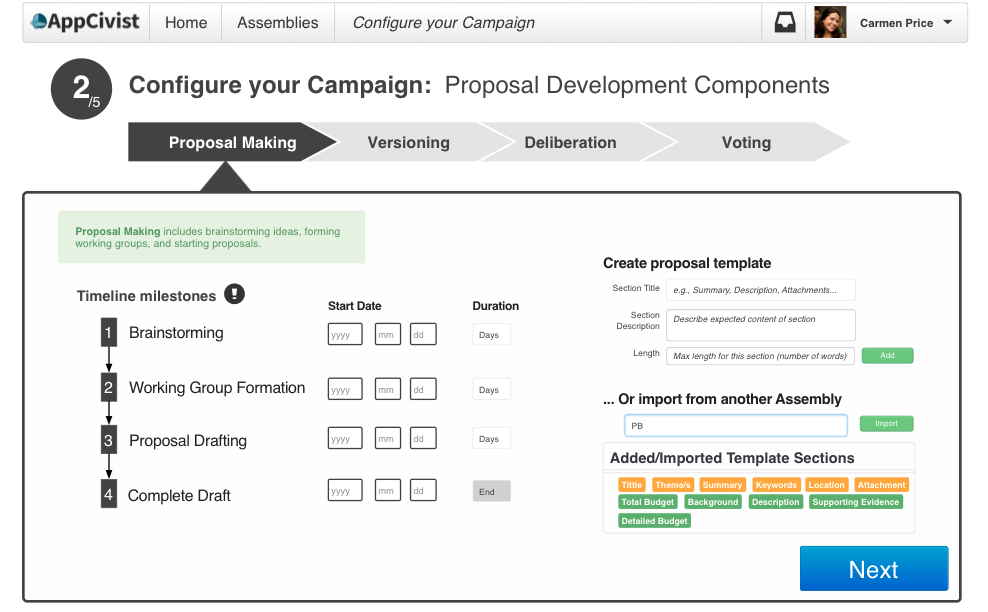 AppCivist Home Assemblies Configure your Campaign Carmen Price
2/5 Configure your Campaign: Proposal Development Components
Proposal Making Versioning Deliberation Voting
Proposal Making includes brainstorming ideas, forming
working groups, and starting proposals.
Timeline milestones !
Start Date Duration
1 Brainstorming yyyy mm dd Days
2 Working Group Formation yyyy mm dd Days
3 Proposal Drafting yyyy mm dd Days
4 Complete Draft yyyy mm dd End
Create proposal template
Section Title e.g., Summary, Description, Attachments...
Section
Description Describe expected content of section
Length Max length for this section (number of words) Add
... Or import from another Assembly
PB Import
Added/Imported Template Sections
Tittle Theme/s Summary Keywords Location Attachment
Total Budget Background Description Supporting Evidence
Detailed Budget
Next